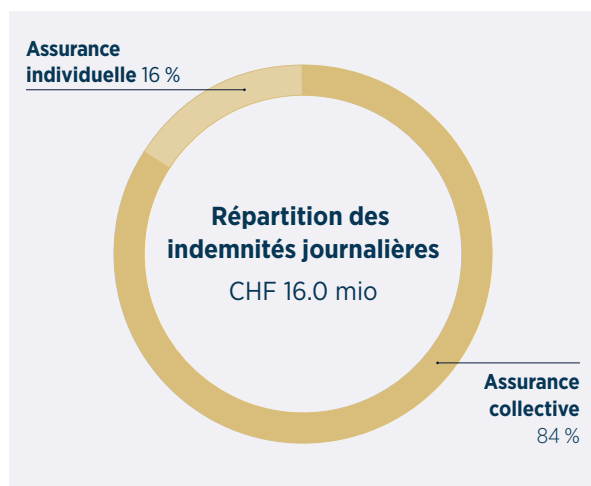 Assurance
individuelle 16 %
Répartition des
indemnités journalières
CHF 16.0 mio
Assurance
collective
84 %